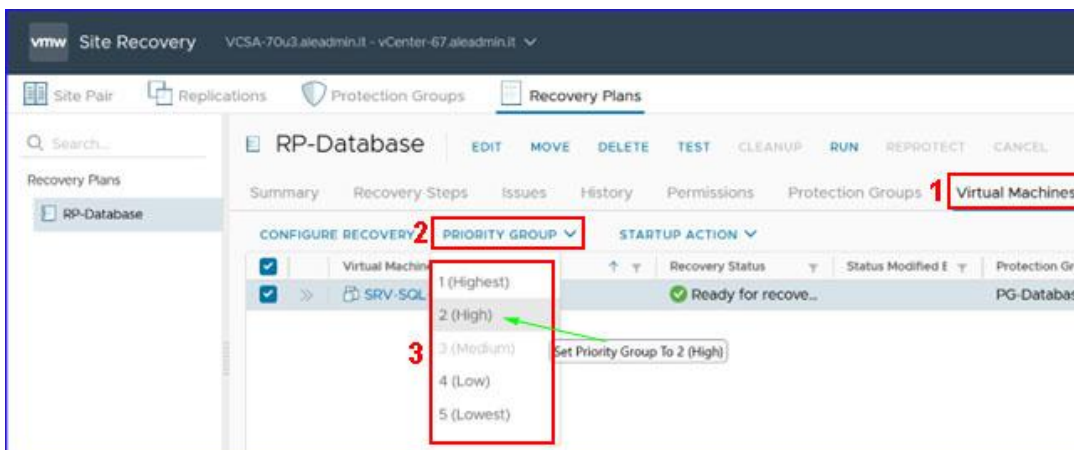 vmw Site Recovery VCSA-70u3.aleadmin.it - vCenter-67.aleadmin.it
Site Pair Replications Protection Groups Recovery Plans
Search...
RP-Database EDIT MOVE DELETE TEST CLEANUP RUN REPROTECT CANCEL
Recovery Plans
RP-Database
Summary Recovery Steps Issues History Permissions Protection Groups 1 Virtual Machines
CONFIGURE RECOVERY 2 PRIORITY GROUP STARTUP ACTION
Virtual Machine Recovery Status Status Modified Protection Gr
SRV-SQL Ready for recove... PG-Databas
1 (Highest)
2 (High)
3 3 (Medium) Set Priority Group To 2 (High)
4 (Low)
5 (Lowest)